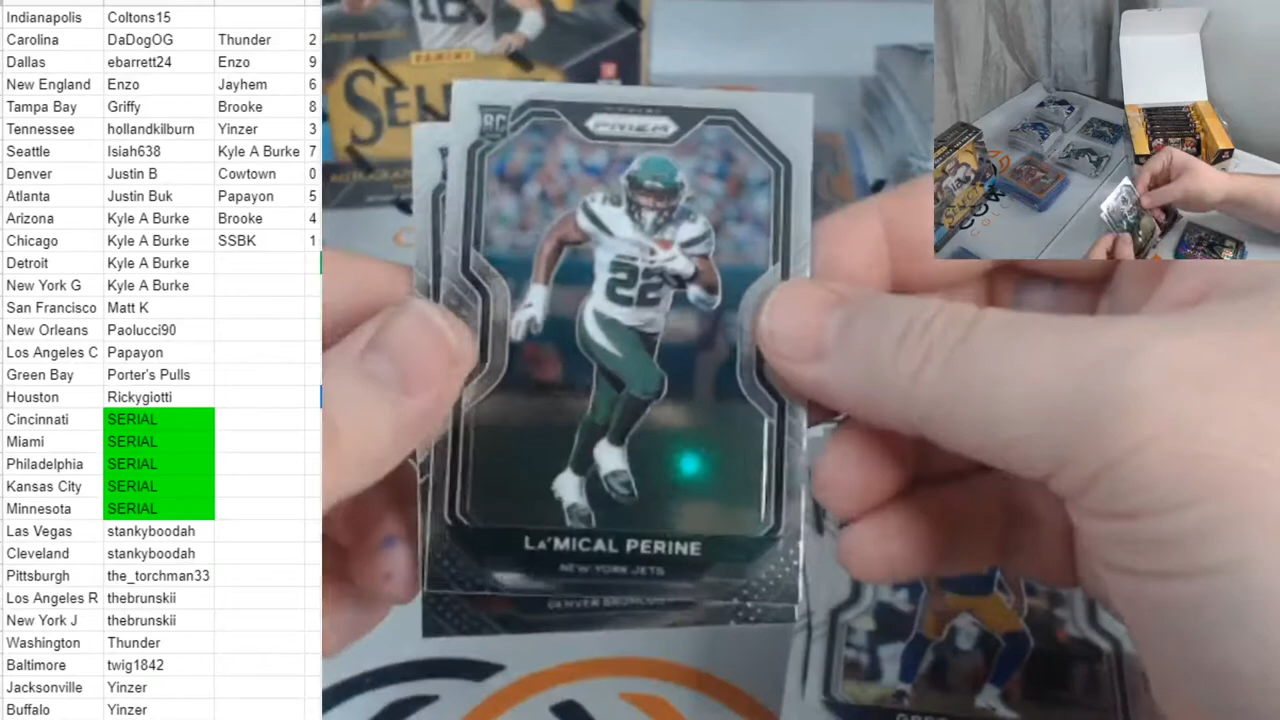 Indianapolis Coltons15
Carolina DaDogOG Thunder 2
Dallas ebarrett24 Enzo 9
New England Enzo Jayhem 6
Tampa Bay Griffy Brooke 8
Tennessee hollandkilburn Yinzer 3
Seattle Isiah638 Kyle A Burke 7
Denver Justin B Cowtown 0
Atlanta Justin Buk Papayon 5
Arizona Kyle A Burke Brooke 4
Chicago Kyle A Burke SSBK 1
Detroit Kyle A Burke
New York G Kyle A Burke
San Francisco Matt K
New Orleans Paolucci90
Los Angeles C Papayon
Green Bay Porter's Pulls
Houston Rickygiotti
Cincinnati SERIAL
Miami SERIAL
Philadelphia SERIAL
Kansas City SERIAL
Minnesota SERIAL
Las Vegas stankyboodah
Cleveland stankyboodah
Pittsburgh the_torchman33
Los Angeles R thebrunskii
New York J thebrunskii
Washington Thunder
Baltimore twig1842
Jacksonville Yinzer
Buffalo Yinzer
PANINI
RC
PRIZM
22
LA'MICAL PERINE
NEW YORK JETS
DENVER BRONCOS